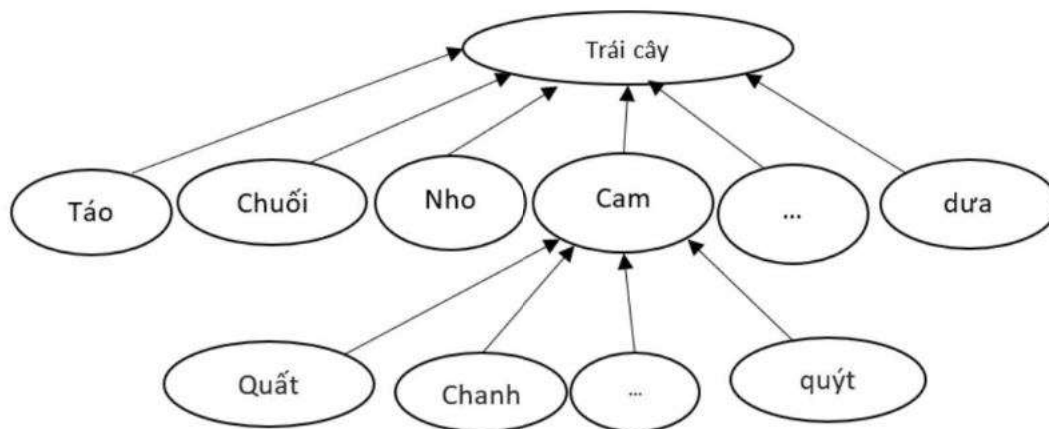 Trái cây
Táo
Chuối
Nho
Cam
...
dưa
Quất
Chanh
...
quýt